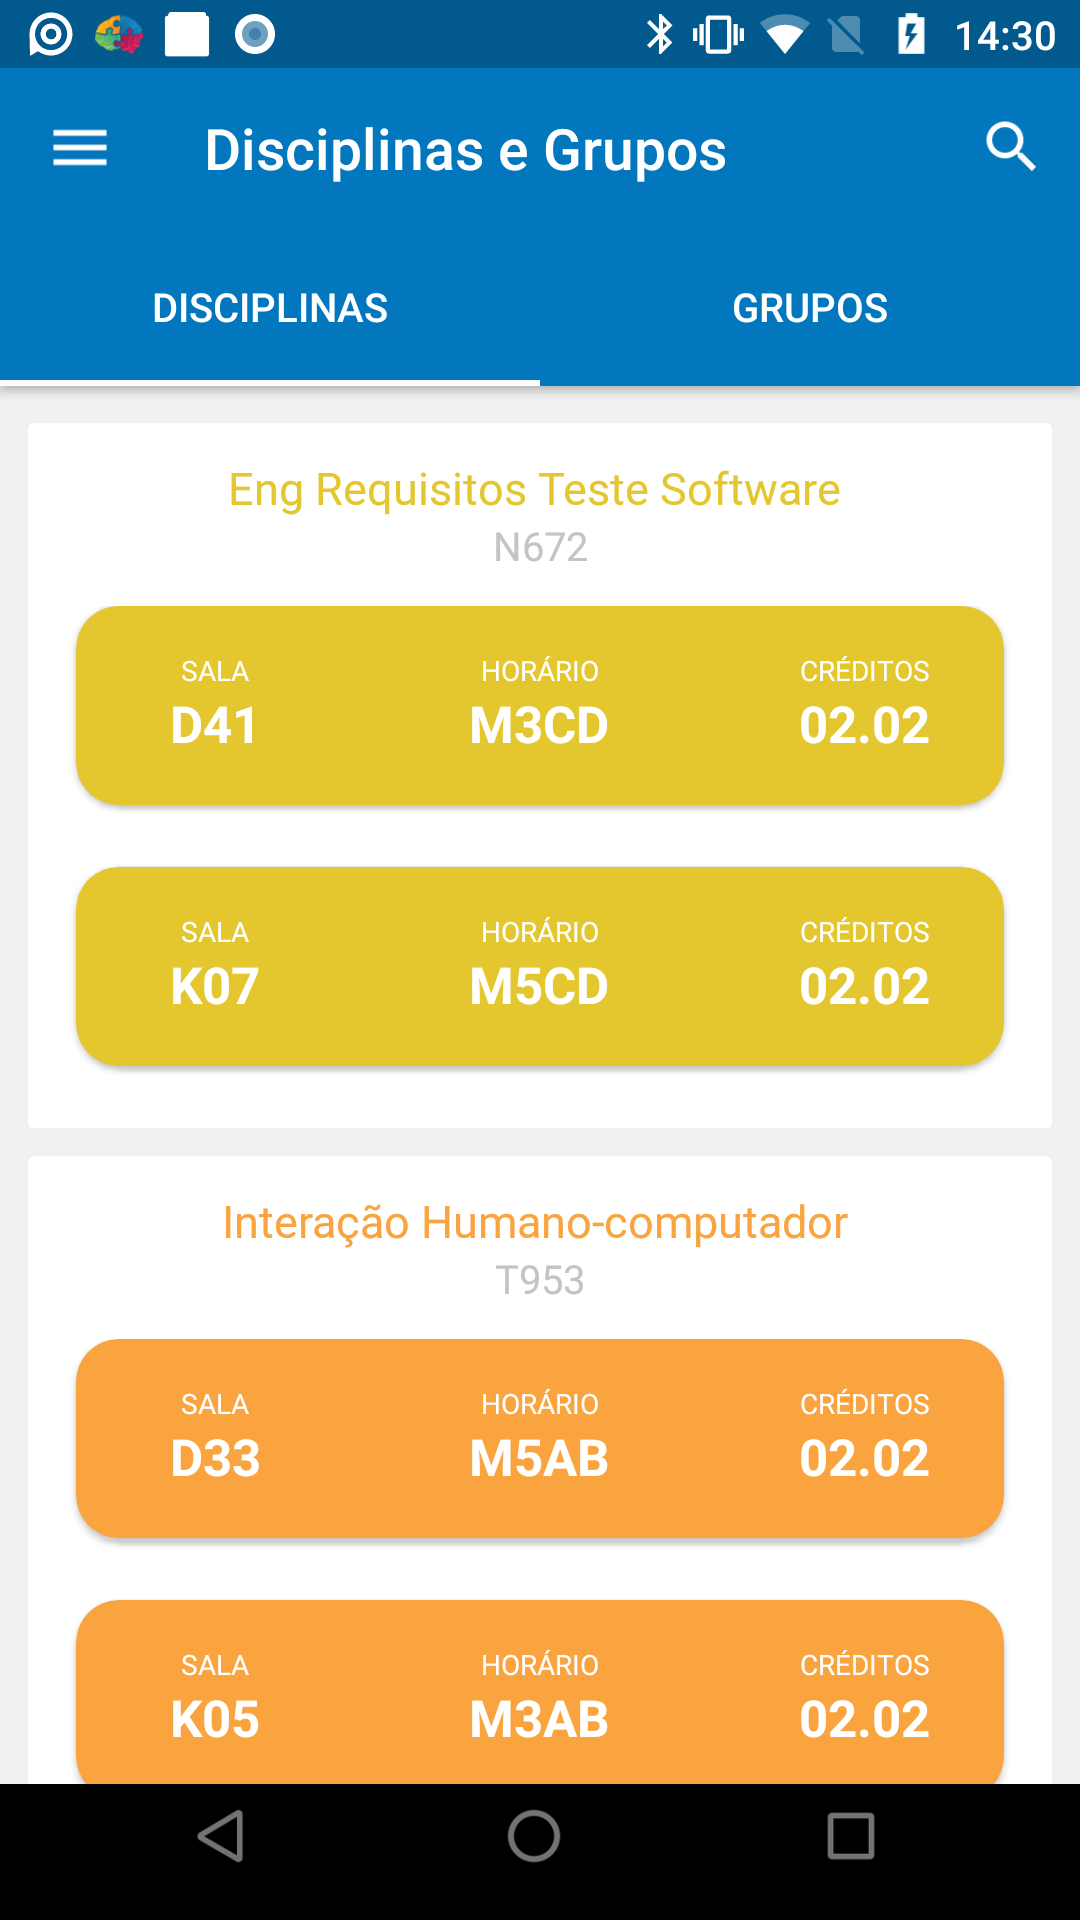 14:30
Disciplinas e Grupos
DISCIPLINAS GRUPOS
Eng Requisitos Teste Software
N672
SALA HORÁRIO CRÉDITOS
D41 M3CD 02.02
SALA HORÁRIO CRÉDITOS
K07 M5CD 02.02
Interação Humano-computador
T953
SALA HORÁRIO CRÉDITOS
D33 M5AB 02.02
SALA HORÁRIO CRÉDITOS
K05 M3AB 02.02